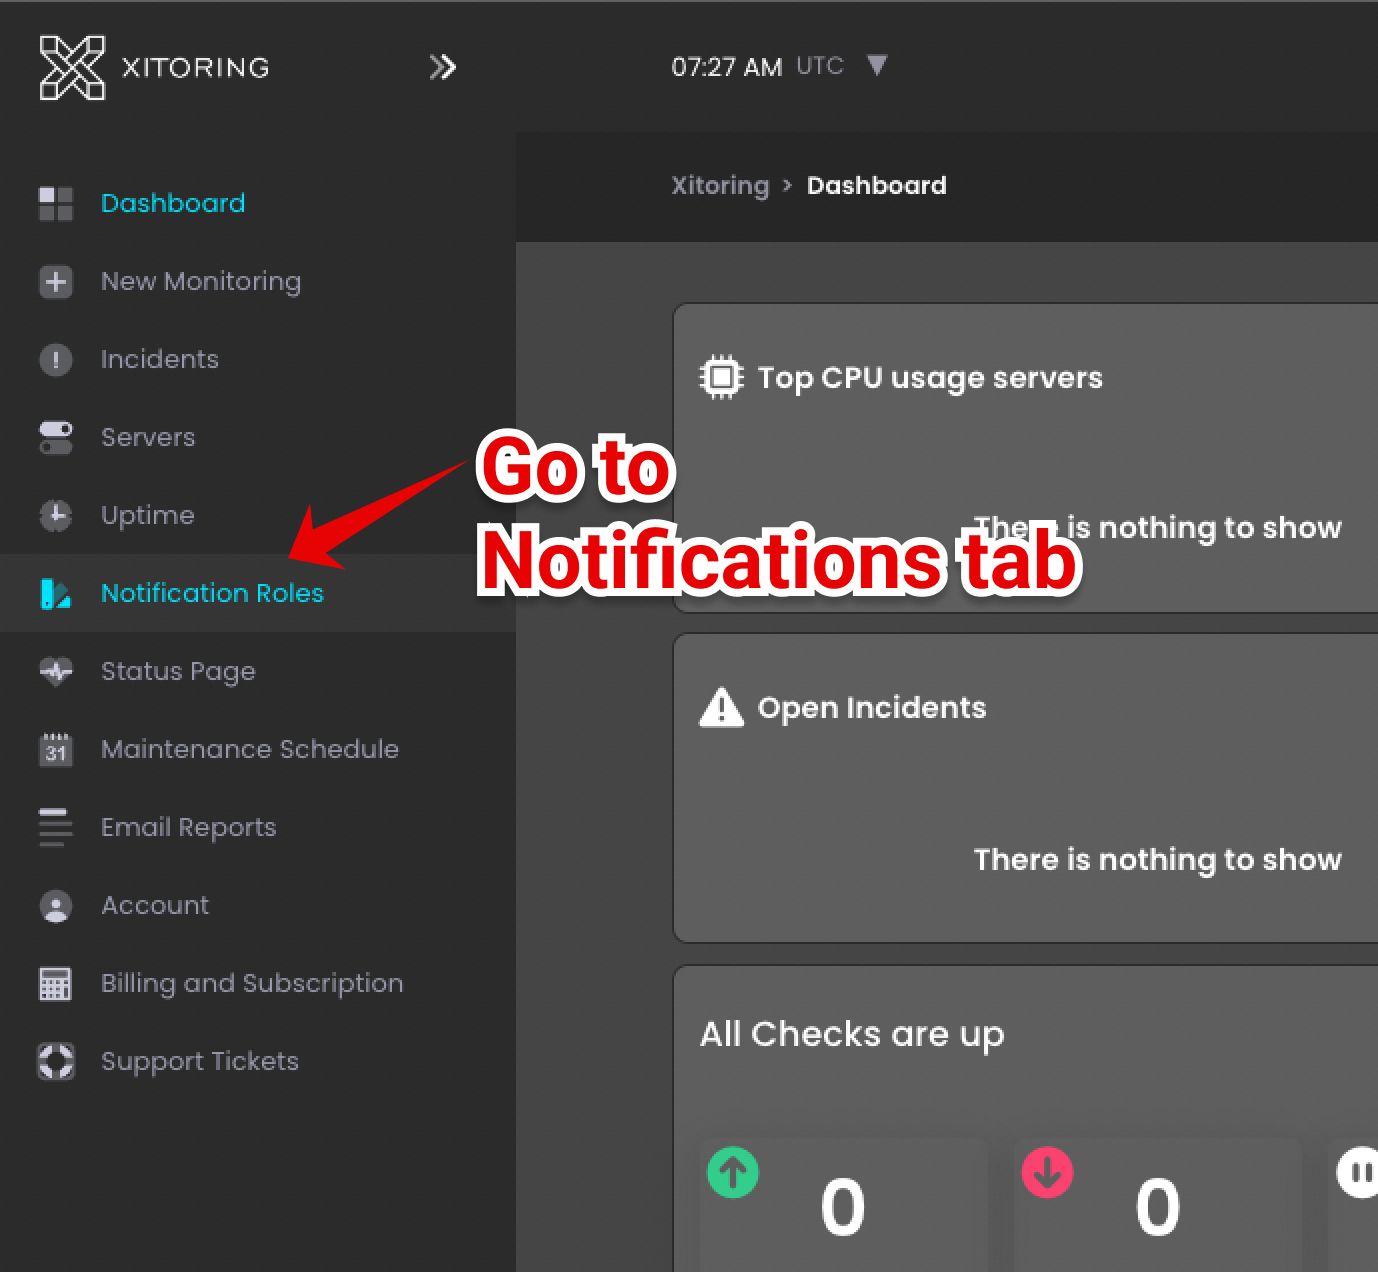 XITORING
07:27 AM UTC
Xitoring > Dashboard
Dashboard
New Monitoring
Incidents
Servers
Uptime
Notification Roles
Status Page
31
Maintenance Schedule
Email Reports
Account
Billing and Subscription
Support Tickets
Go to
Notifications tab
Top CPU usage servers
There is nothing to show
Open Incidents
There is nothing to show
All Checks are up
0
0